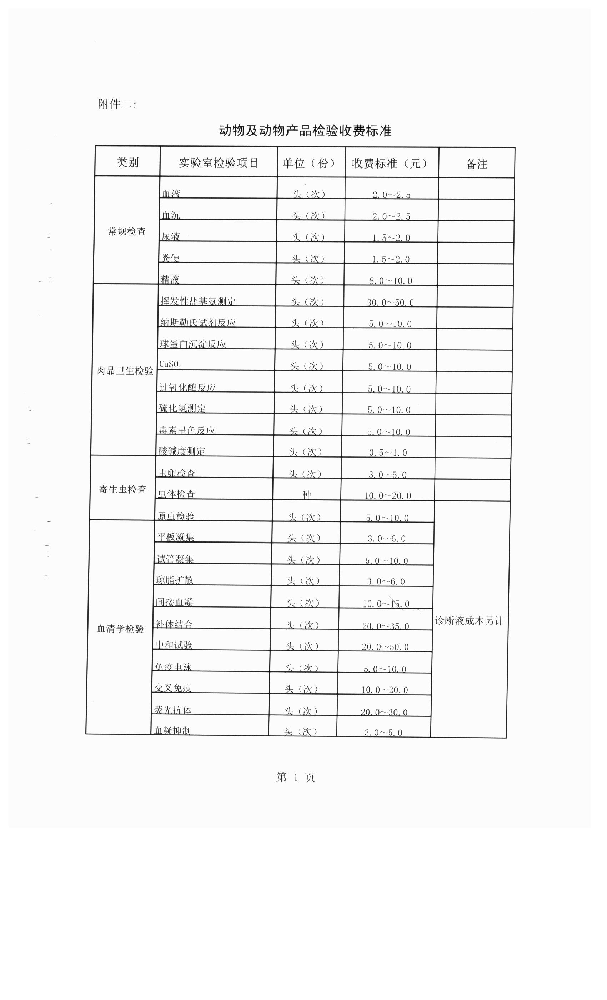 附件二:
动物及动物产品检验收费标准
类别 实验室检验项目 单位（份） 收费标准（元） 备注
常规检查
血液 头（次） 2.0～2.5
血沉 头（次） 2.0～2.5
尿液 头（次） 1.5～2.0
粪便 头（次） 1.5～2.0
精液 头（次） 8.0～10.0
肉品卫生检验
挥发性盐基氨测定 头（次） 30.0～50.0
纳斯勒氏试剂反应 头（次） 5.0～10.0
球蛋白沉淀反应 头（次） 5.0～10.0
CuSO₄ 头（次） 5.0～10.0
过氧化酶反应 头（次） 5.0～10.0
硫化氢测定 头（次） 5.0～10.0
毒素呈色反应 头（次） 5.0～10.0
酸碱度测定 头（次） 0.5～1.0
寄生虫检查
虫卵检查 头（次） 3.0～5.0
虫体检查 种 10.0～20.0
原虫检验 头（次） 5.0～10.0
血清学检验
平板凝集 头（次） 3.0～6.0
试管凝集 头（次） 5.0～10.0
琼脂扩散 头（次） 3.0～6.0
间接血凝 头（次） 10.0～15.0
补体结合 头（次） 20.0～35.0
诊断液成本另计
中和试验 头（次） 20.0～50.0
免疫电泳 头（次） 5.0～10.0
交叉免疫 头（次） 10.0～20.0
荧光抗体 头（次） 20.0～30.0
血凝抑制 头（次） 3.0～5.0
第 1 页